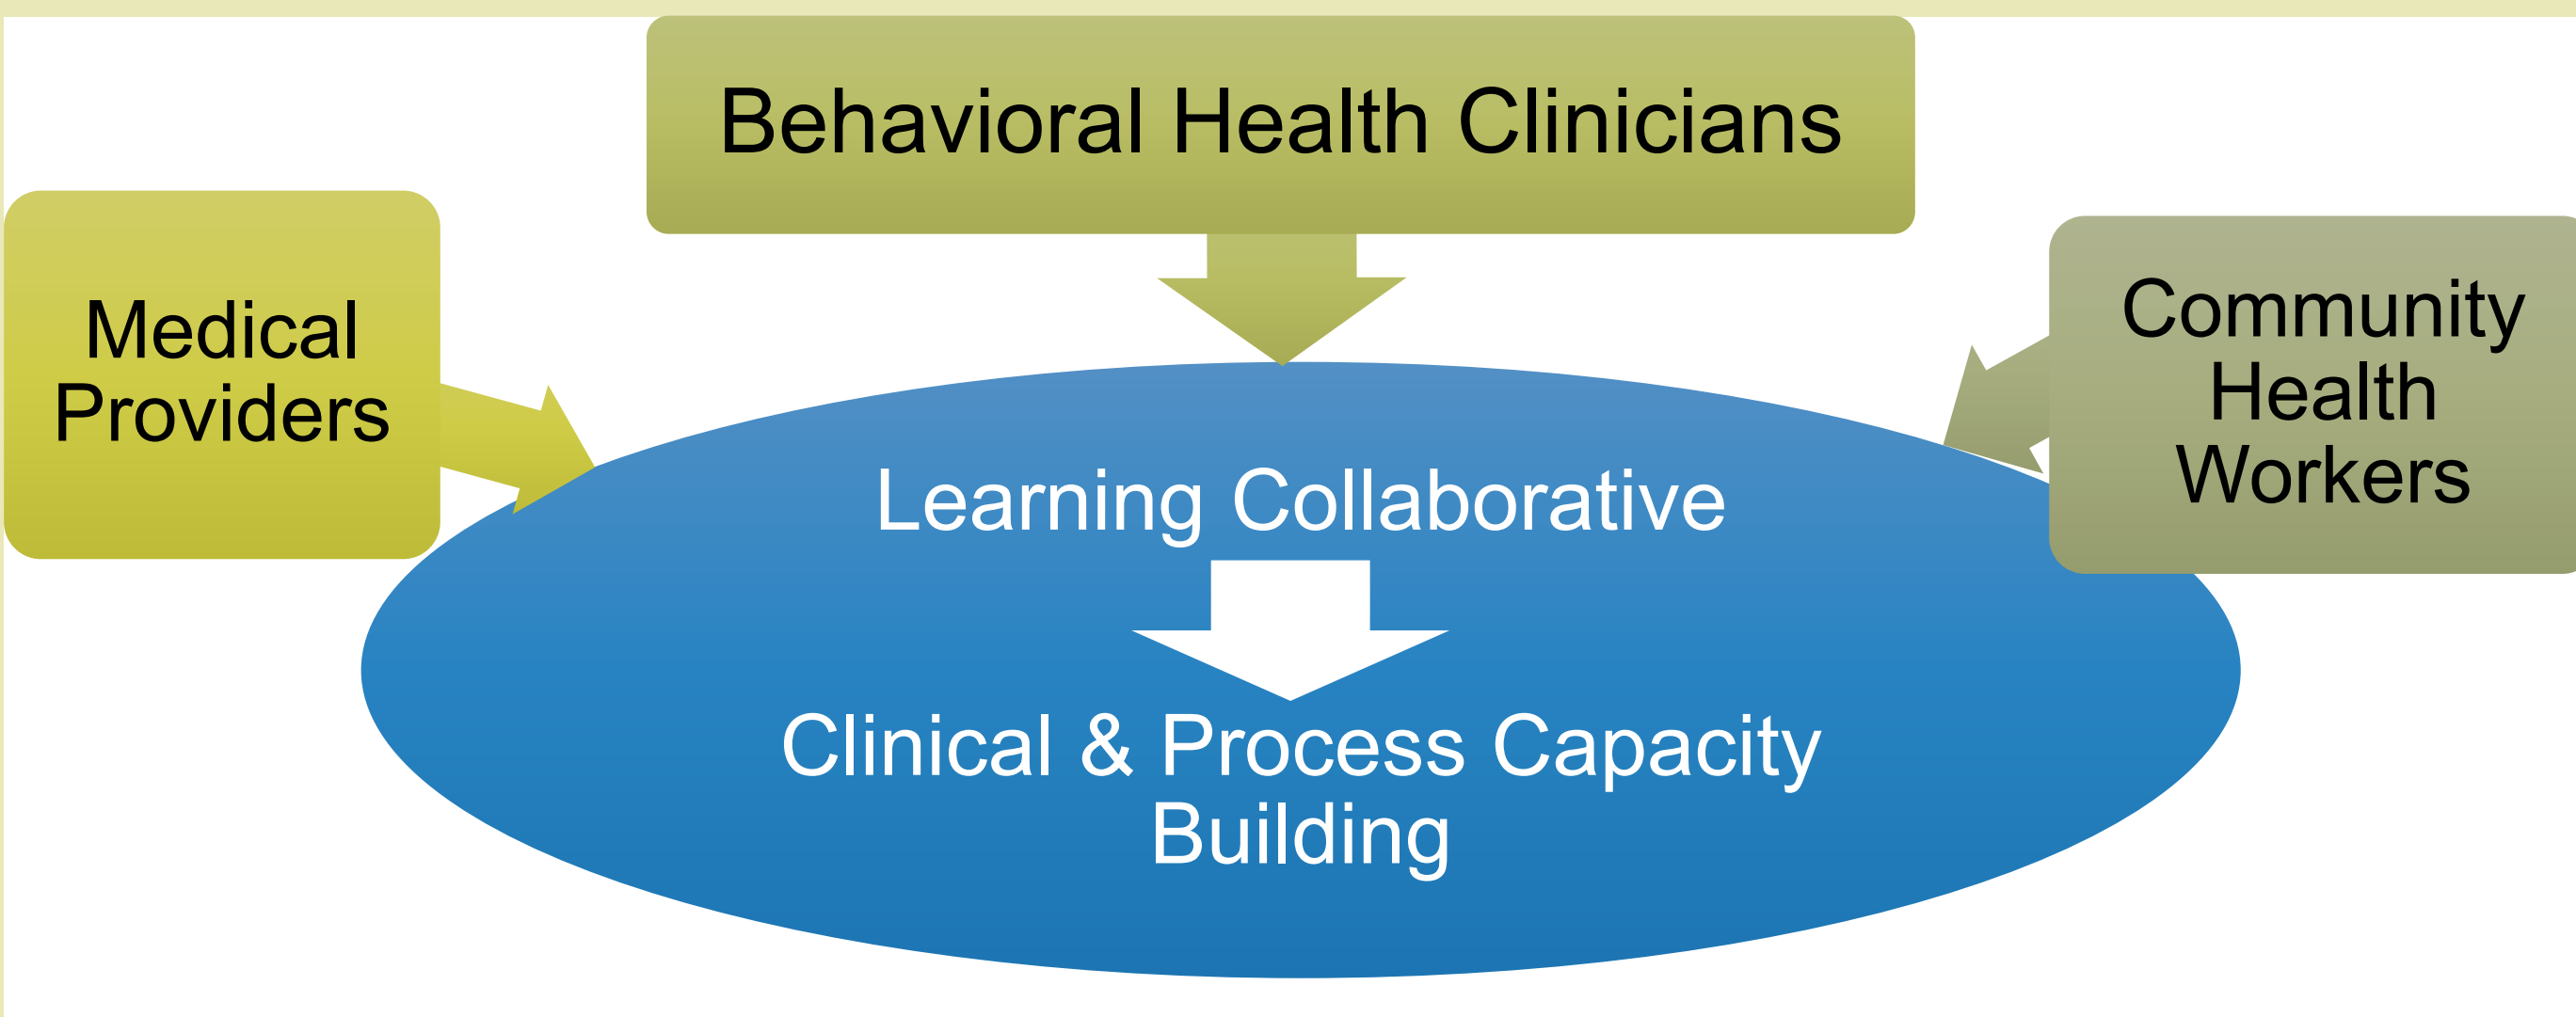 Behavioral Health Clinicians
Medical
Providers
Community
Health
Workers
Learning Collaborative
Clinical & Process Capacity
Building